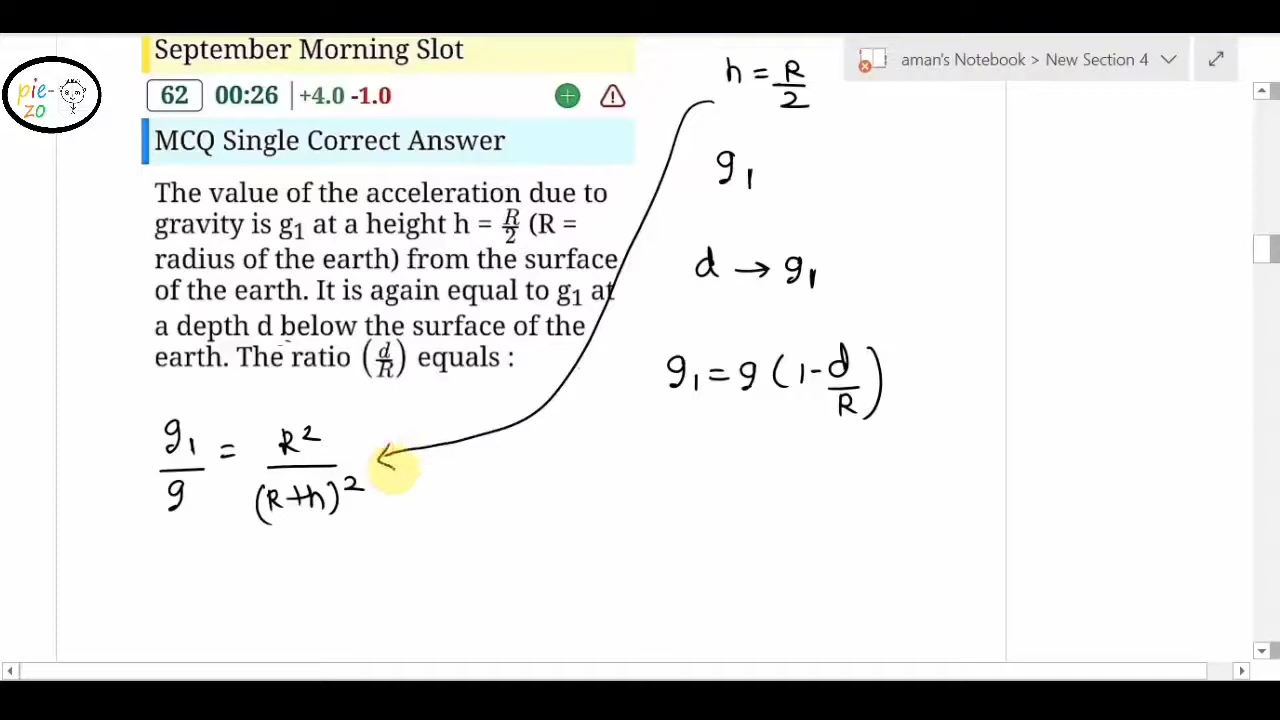 pie-
zo
September Morning Slot
62 00:26 +4.0 -1.0
MCQ Single Correct Answer
The value of the acceleration due to
gravity is g₁ at a height h = R/2 (R =
radius of the earth) from the surface
of the earth. It is again equal to g₁ at
a depth d below the surface of the
earth. The ratio (d/R) equals :
g₁/g = R²/(R+h)²
aman's Notebook > New Section 4
h = R/2
g₁
d → g₁
g₁ = g (1-d/R)